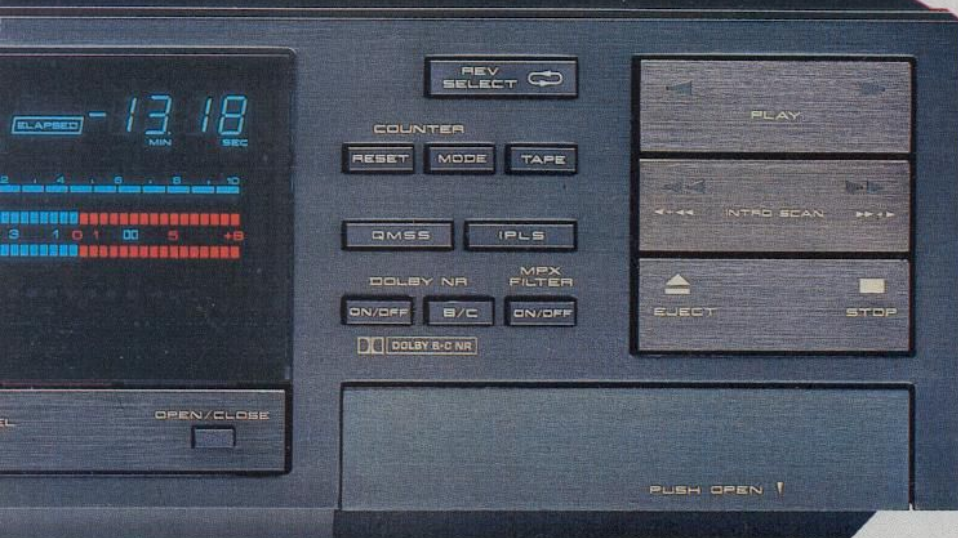 ELAPSED -13 18
MIN SEC
2 4 6 8 10
3 1 0 1 5 +8
EL
OPEN/CLOSE
REV
SELECT
COUNTER
RESET MODE TAPE
QMSS IPLS
DOLBY NR MPX
FILTER
ON/OFF B/C ON/OFF
DOLBY B-C NR
PLAY
INTRO SCAN
EJECT STOP
PUSH OPEN